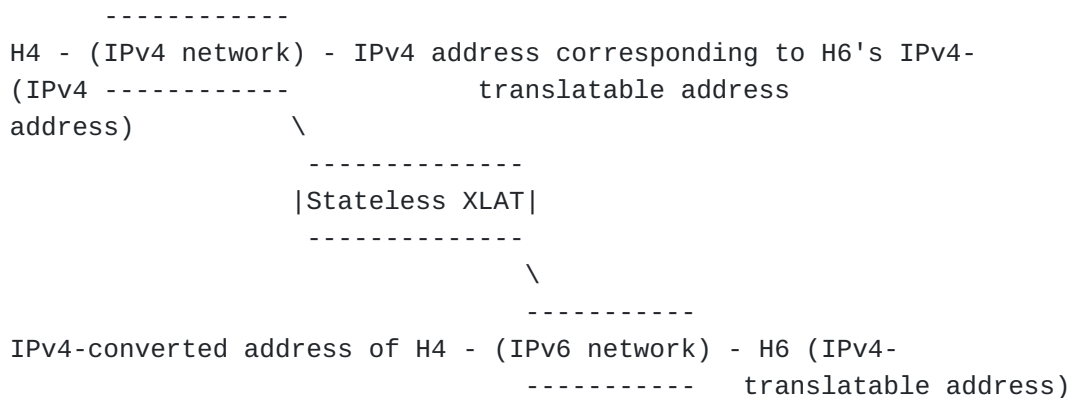 ------------
H4 - (IPv4 network) - IPv4 address corresponding to H6's IPv4-
(IPv4 ------------            translatable address
address)          \
                   --------------
                  |Stateless XLAT|
                   --------------
                                 \
                                 -----------
IPv4-converted address of H4 - (IPv6 network) - H6 (IPv4-
                                 -----------   translatable address)